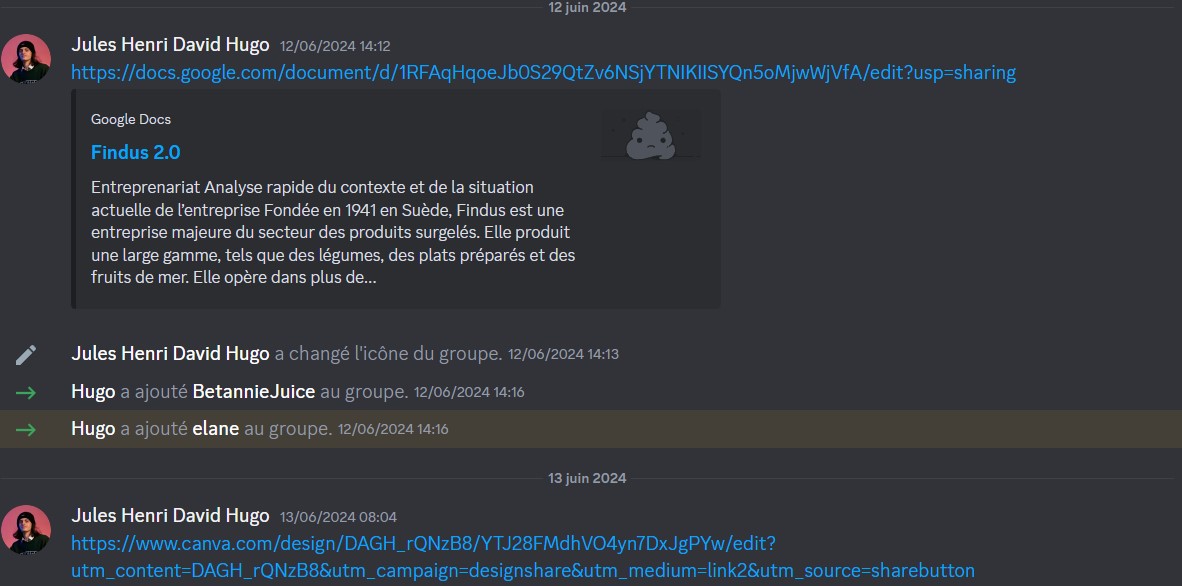 12 juin 2024
Jules Henri David Hugo 12/06/2024 14:12
https://docs.google.com/document/d/1RFAqHqoeJb0S29QtZv6NSjYTNIKIISYQn5oMjwWjVfA/edit?usp=sharing
Google Docs
Findus 2.0
Entreprenariat Analyse rapide du contexte et de la situation
actuelle de l'entreprise Fondée en 1941 en Suède, Findus est une
entreprise majeure du secteur des produits surgelés. Elle produit
une large gamme, tels que des légumes, des plats préparés et des
fruits de mer. Elle opère dans plus de...
Jules Henri David Hugo a changé l'icône du groupe. 12/06/2024 14:13
Hugo a ajouté BetannieJuice au groupe. 12/06/2024 14:16
Hugo a ajouté elane au groupe. 12/06/2024 14:16
13 juin 2024
Jules Henri David Hugo 13/06/2024 08:04
https://www.canva.com/design/DAGH_rQNzB8/YTJ28FMdhVO4yn7DxJgPYw/edit?
utm_content=DAGH_rQNzB8&utm_campaign=designshare&utm_medium=link2&utm_source=sharebutton